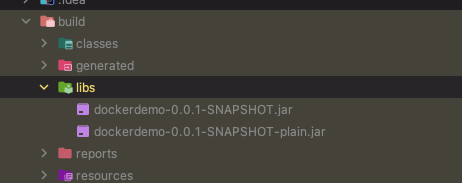 .idea
build
classes
generated
libs
dockerdemo-0.0.1-SNAPSHOT.jar
dockerdemo-0.0.1-SNAPSHOT-plain.jar
reports
resources